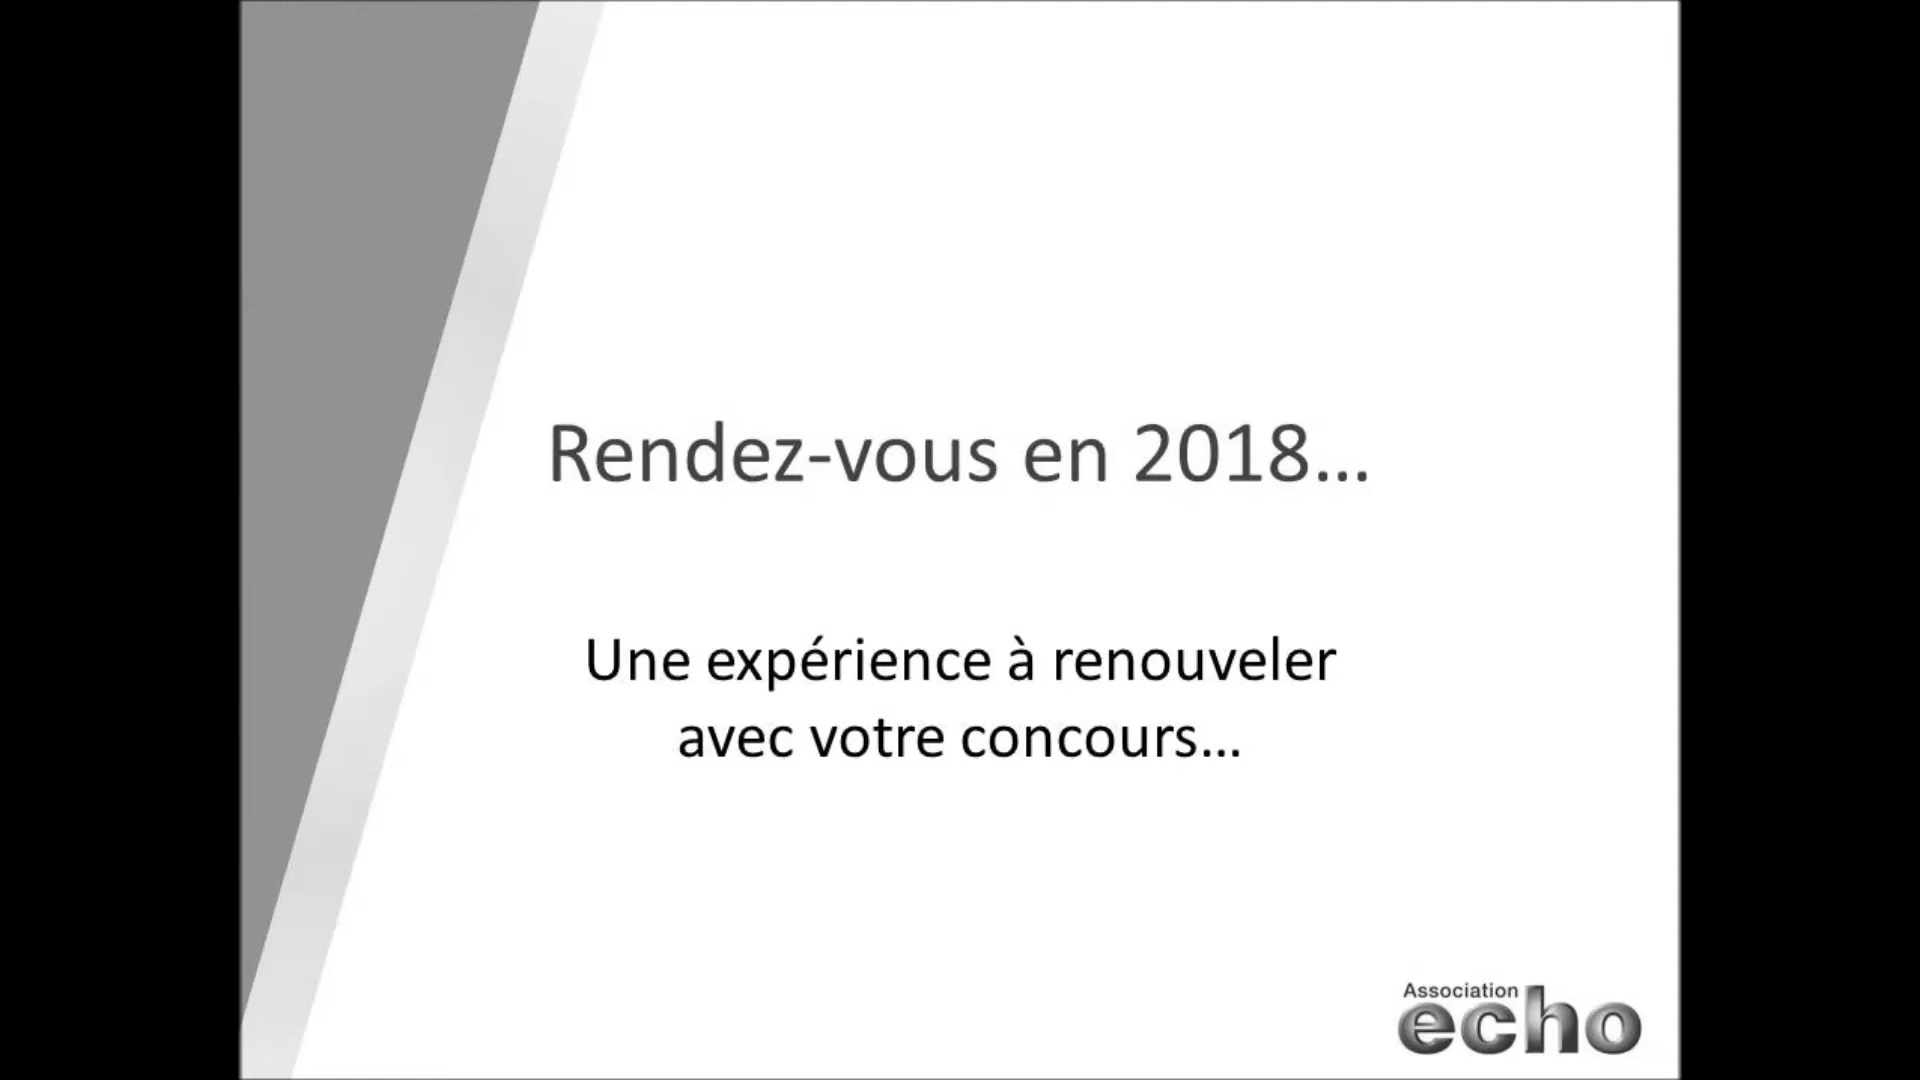 Rendez-vous en 2018...
Une expérience à renouveler
avec votre concours...
Association
echo